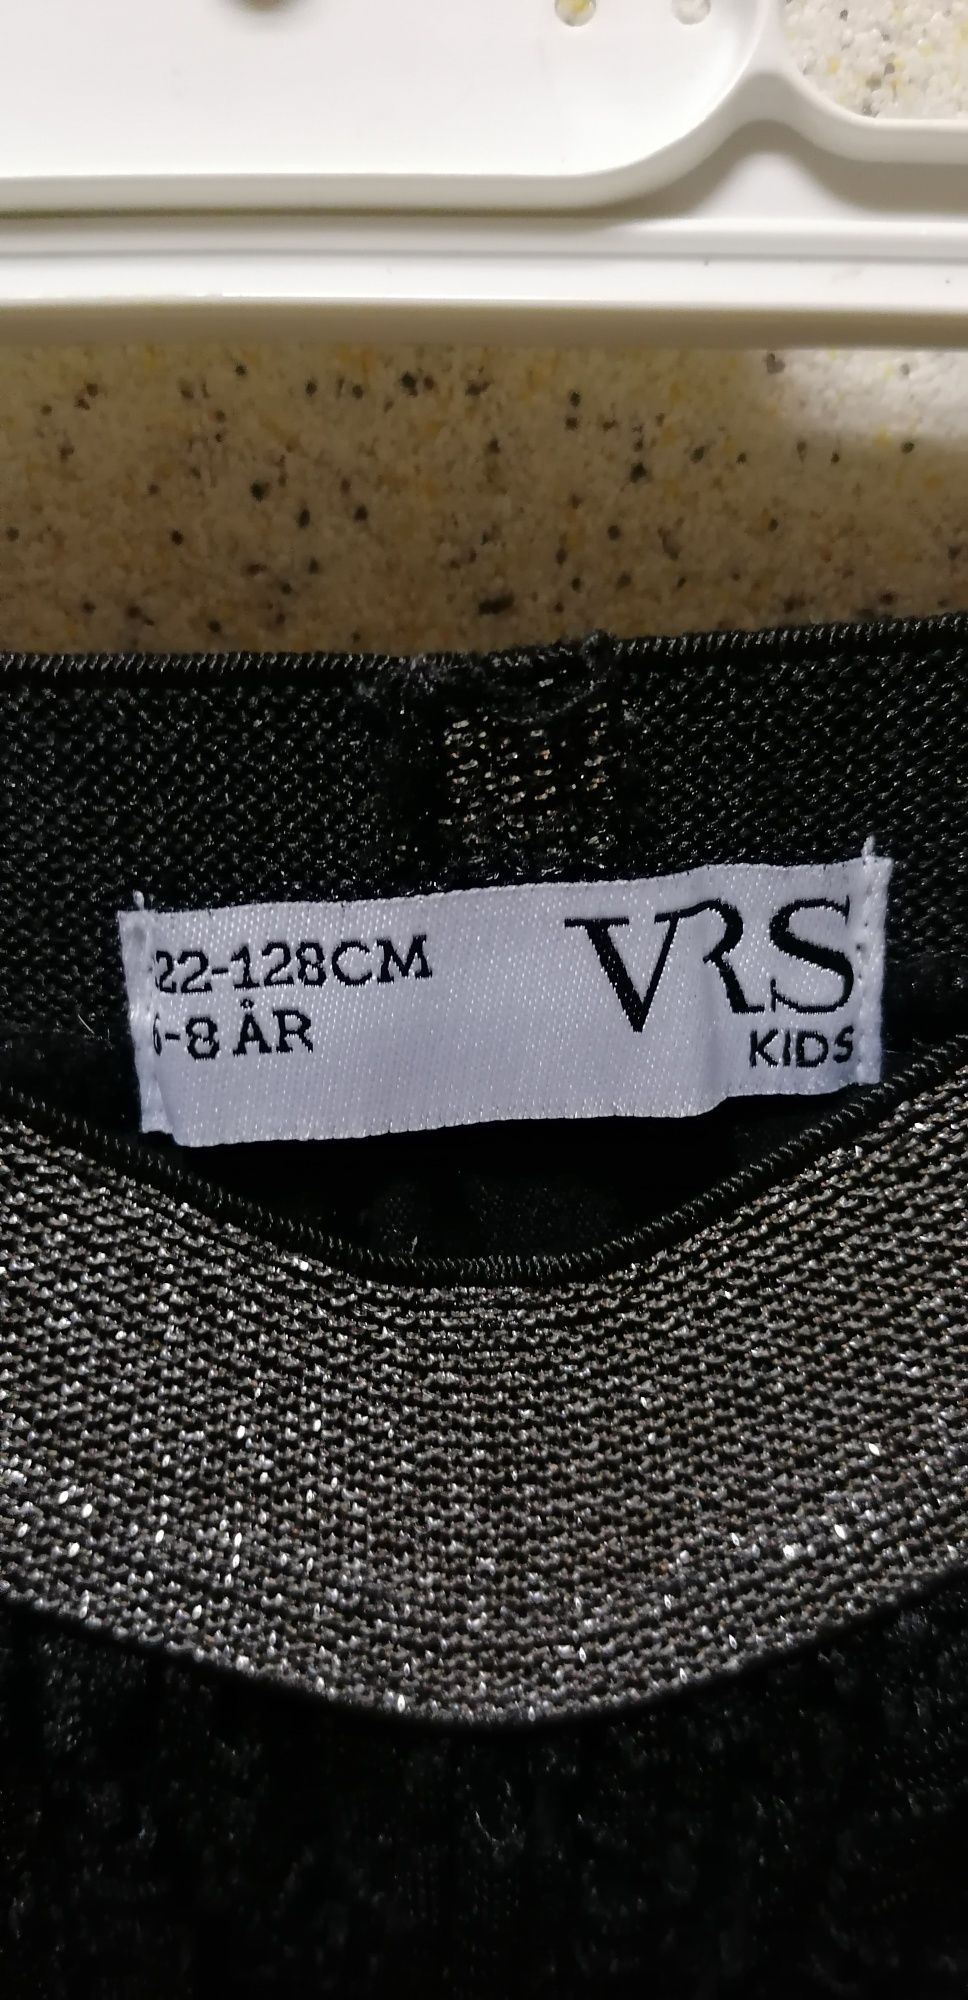 22-128CM
6-8 ÅR
VRS
KIDS